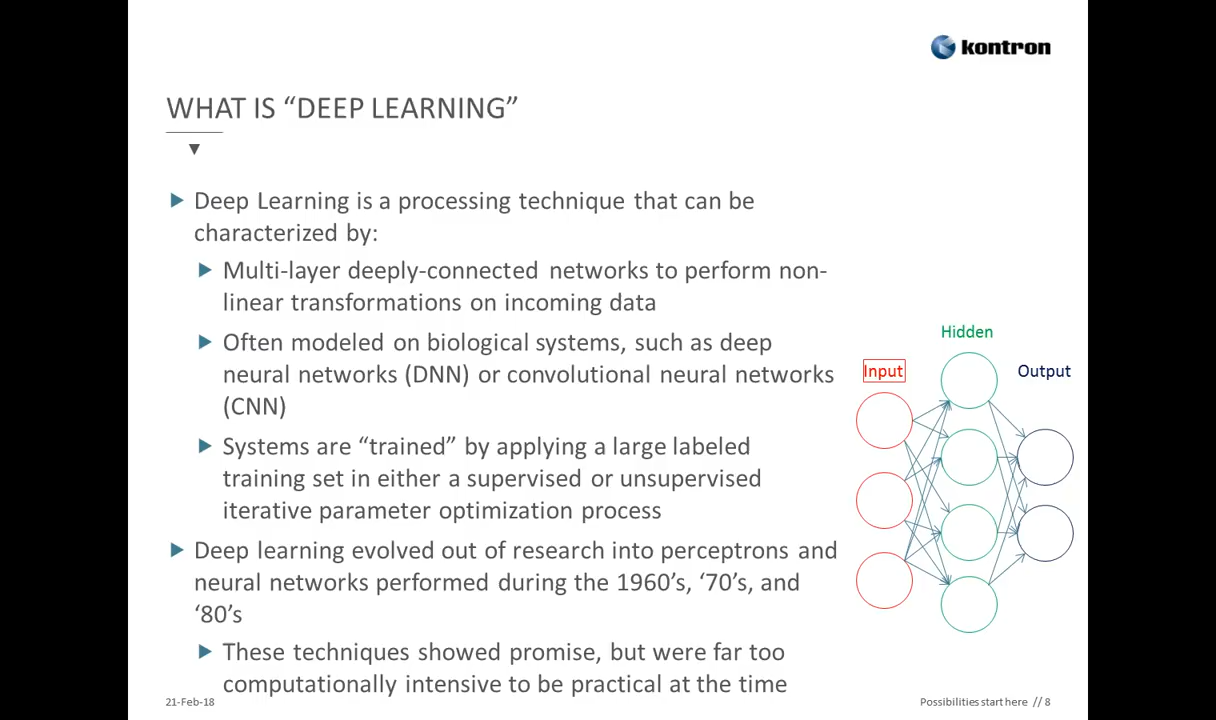 kontron
WHAT IS “DEEP LEARNING”
Deep Learning is a processing technique that can be
characterized by:
Multi-layer deeply-connected networks to perform non-
linear transformations on incoming data
Often modeled on biological systems, such as deep
neural networks (DNN) or convolutional neural networks
(CNN)
Systems are “trained” by applying a large labeled
training set in either a supervised or unsupervised
iterative parameter optimization process
Deep learning evolved out of research into perceptrons and
neural networks performed during the 1960’s, ‘70’s, and
‘80’s
These techniques showed promise, but were far too
computationally intensive to be practical at the time
Hidden
Input
Output
21-Feb-18
Possibilities start here // 8